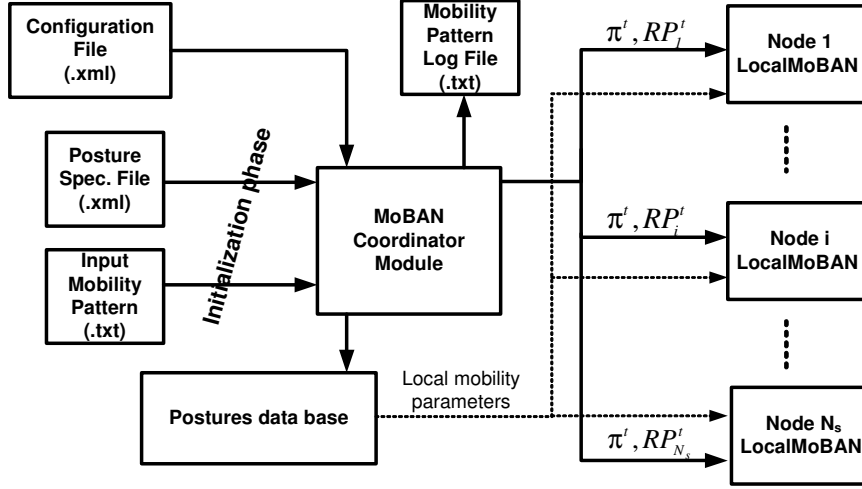 Configuration
File
(.xml)
Mobility
Pattern
Log File
(.txt)
π^t, RP_1^t
Node 1
LocalMoBAN
Posture
Spec. File
(.xml)
Initialization phase
MoBAN
Coordinator
Module
π^t, RP_i^t
Node i
LocalMoBAN
Input
Mobility
Pattern
(.txt)
Postures data base
Local mobility
parameters
π^t, RP_{N_s}^t
Node N_s
LocalMoBAN